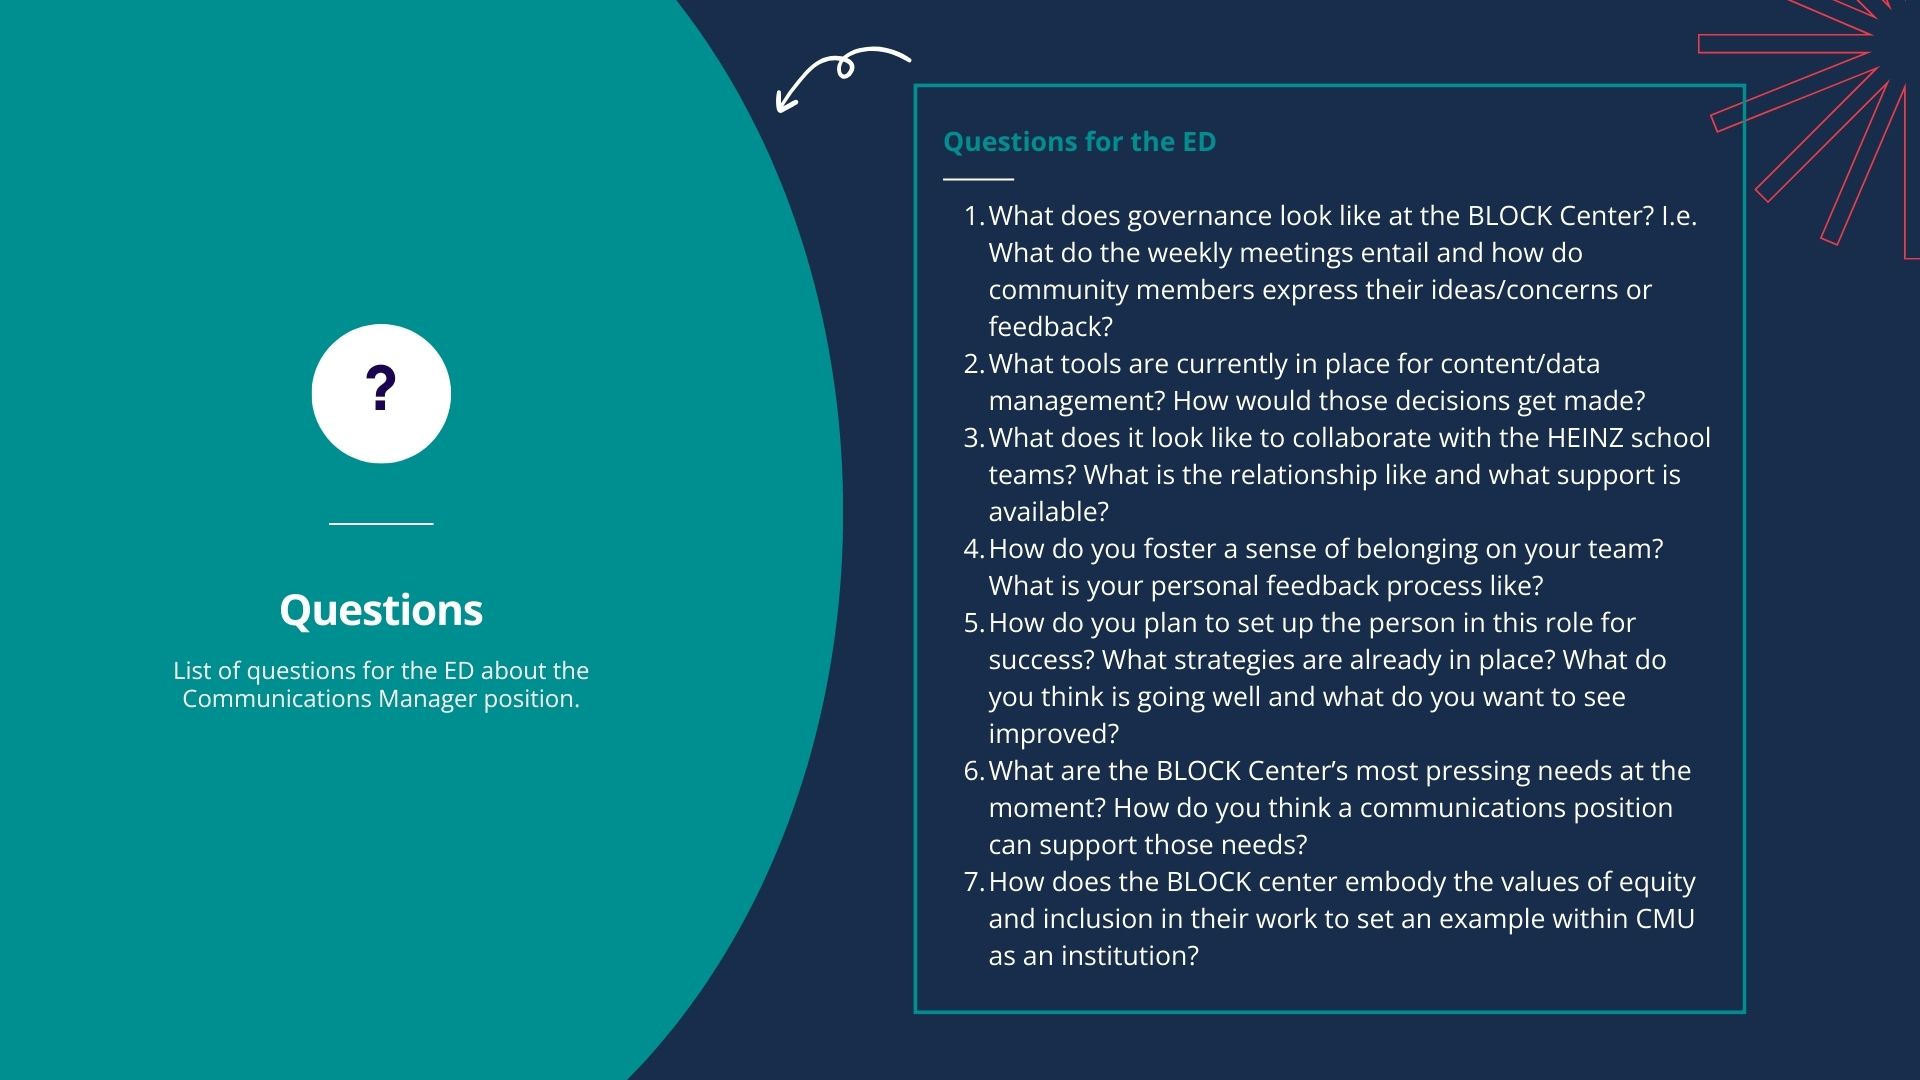 ?
Questions
List of questions for the ED about the
Communications Manager position.
Questions for the ED
1. What does governance look like at the BLOCK Center? I.e.
What do the weekly meetings entail and how do
community members express their ideas/concerns or
feedback?
2. What tools are currently in place for content/data
management? How would those decisions get made?
3. What does it look like to collaborate with the HEINZ school
teams? What is the relationship like and what support is
available?
4. How do you foster a sense of belonging on your team?
What is your personal feedback process like?
5. How do you plan to set up the person in this role for
success? What strategies are already in place? What do
you think is going well and what do you want to see
improved?
6. What are the BLOCK Center’s most pressing needs at the
moment? How do you think a communications position
can support those needs?
7. How does the BLOCK center embody the values of equity
and inclusion in their work to set an example within CMU
as an institution?